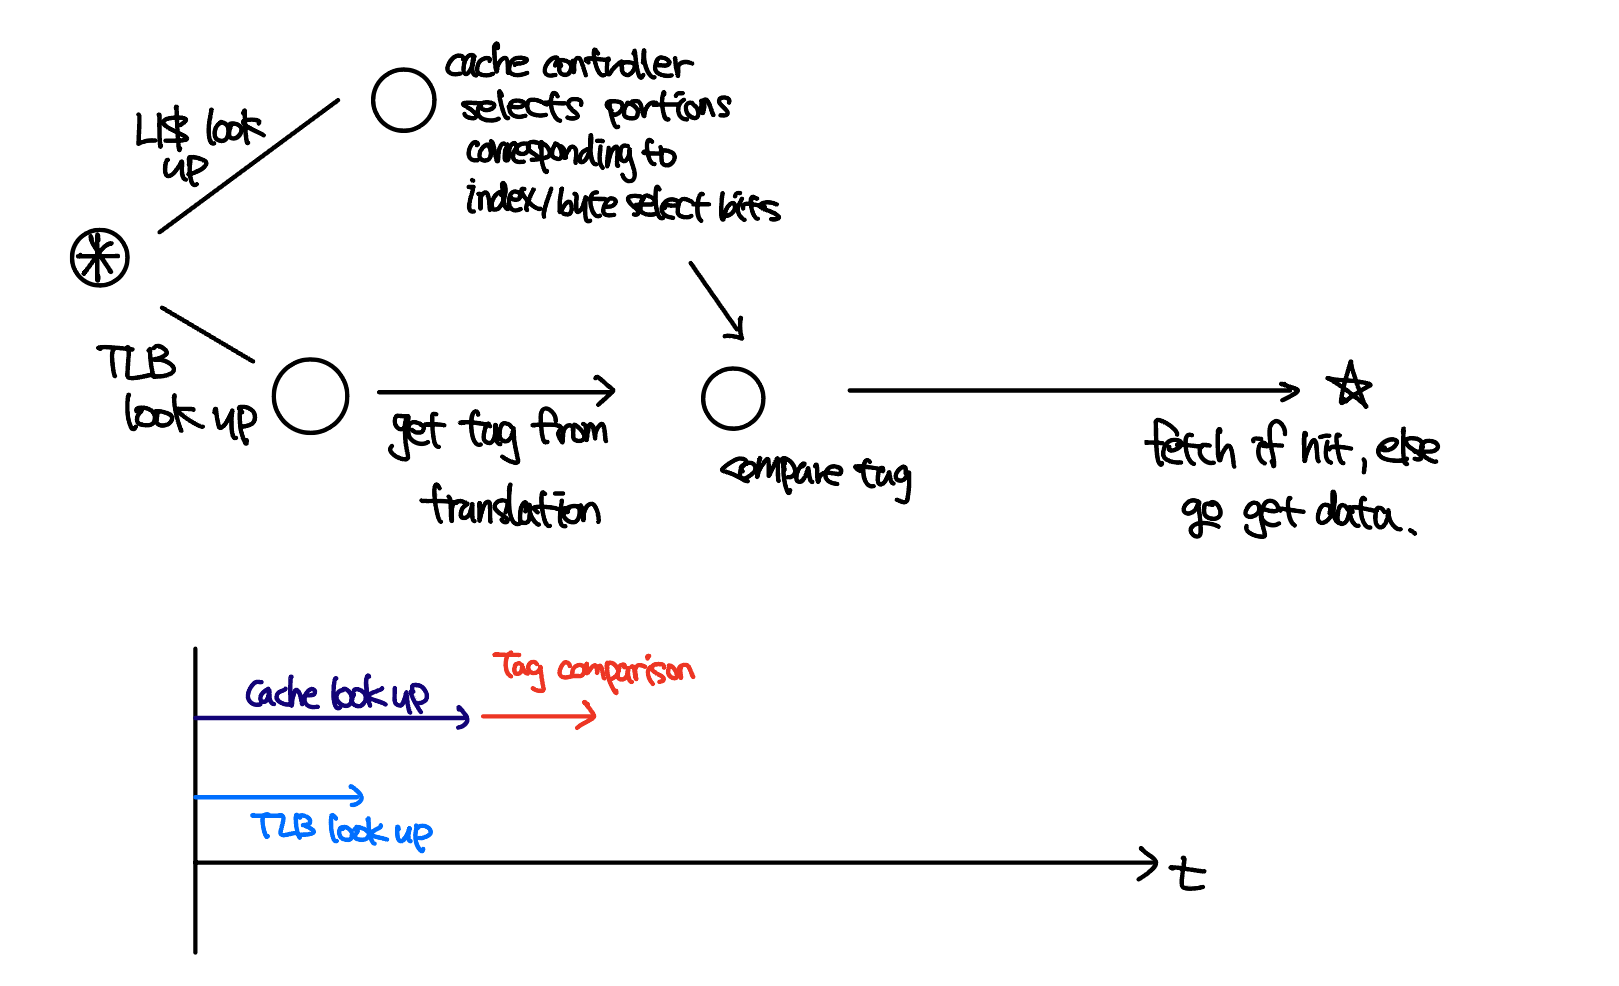 cache controller
selects portions
corresponding to
index/byte select bits
L1$ look
up
TLB
look up
get tag from
translation
compare tag
fetch if hit, else
go get data.
Cache look up
Tag comparison
TLB look up
t